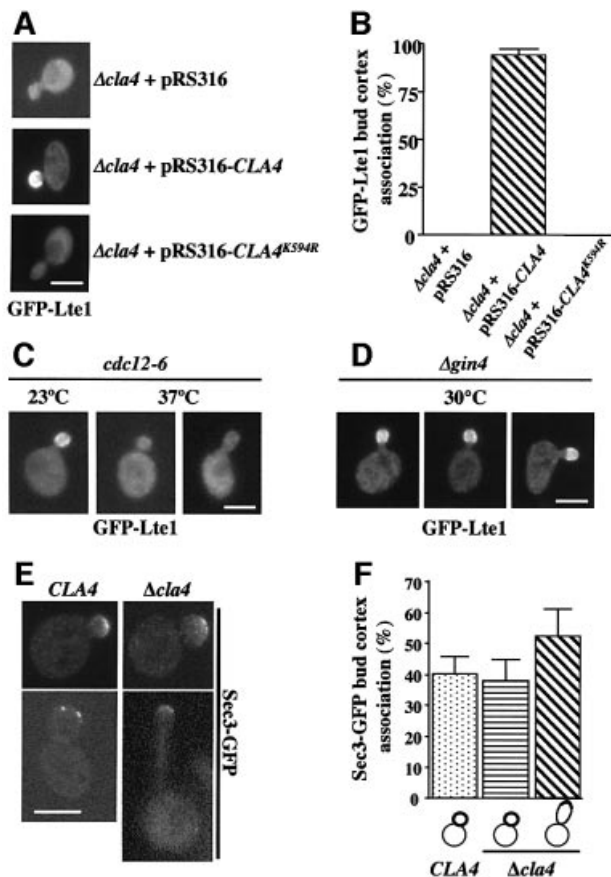 A
Δcla4 + pRS316
Δcla4 + pRS316-CLA4
Δcla4 + pRS316-CLA4K594R
GFP-Lte1
B
GFP-Lte1 bud cortex
association (%)
100
75
50
25
0
Δcla4 +
pRS316
Δcla4 +
pRS316-CLA4
Δcla4 +
pRS316-CLA4K594R
C
cdc12-6
23°C
37°C
GFP-Lte1
D
Δgin4
30°C
GFP-Lte1
E
CLA4
Δcla4
Sec3-GFP
F
Sec3-GFP bud cortex
association (%)
70
60
50
40
30
20
10
0
CLA4
Δcla4